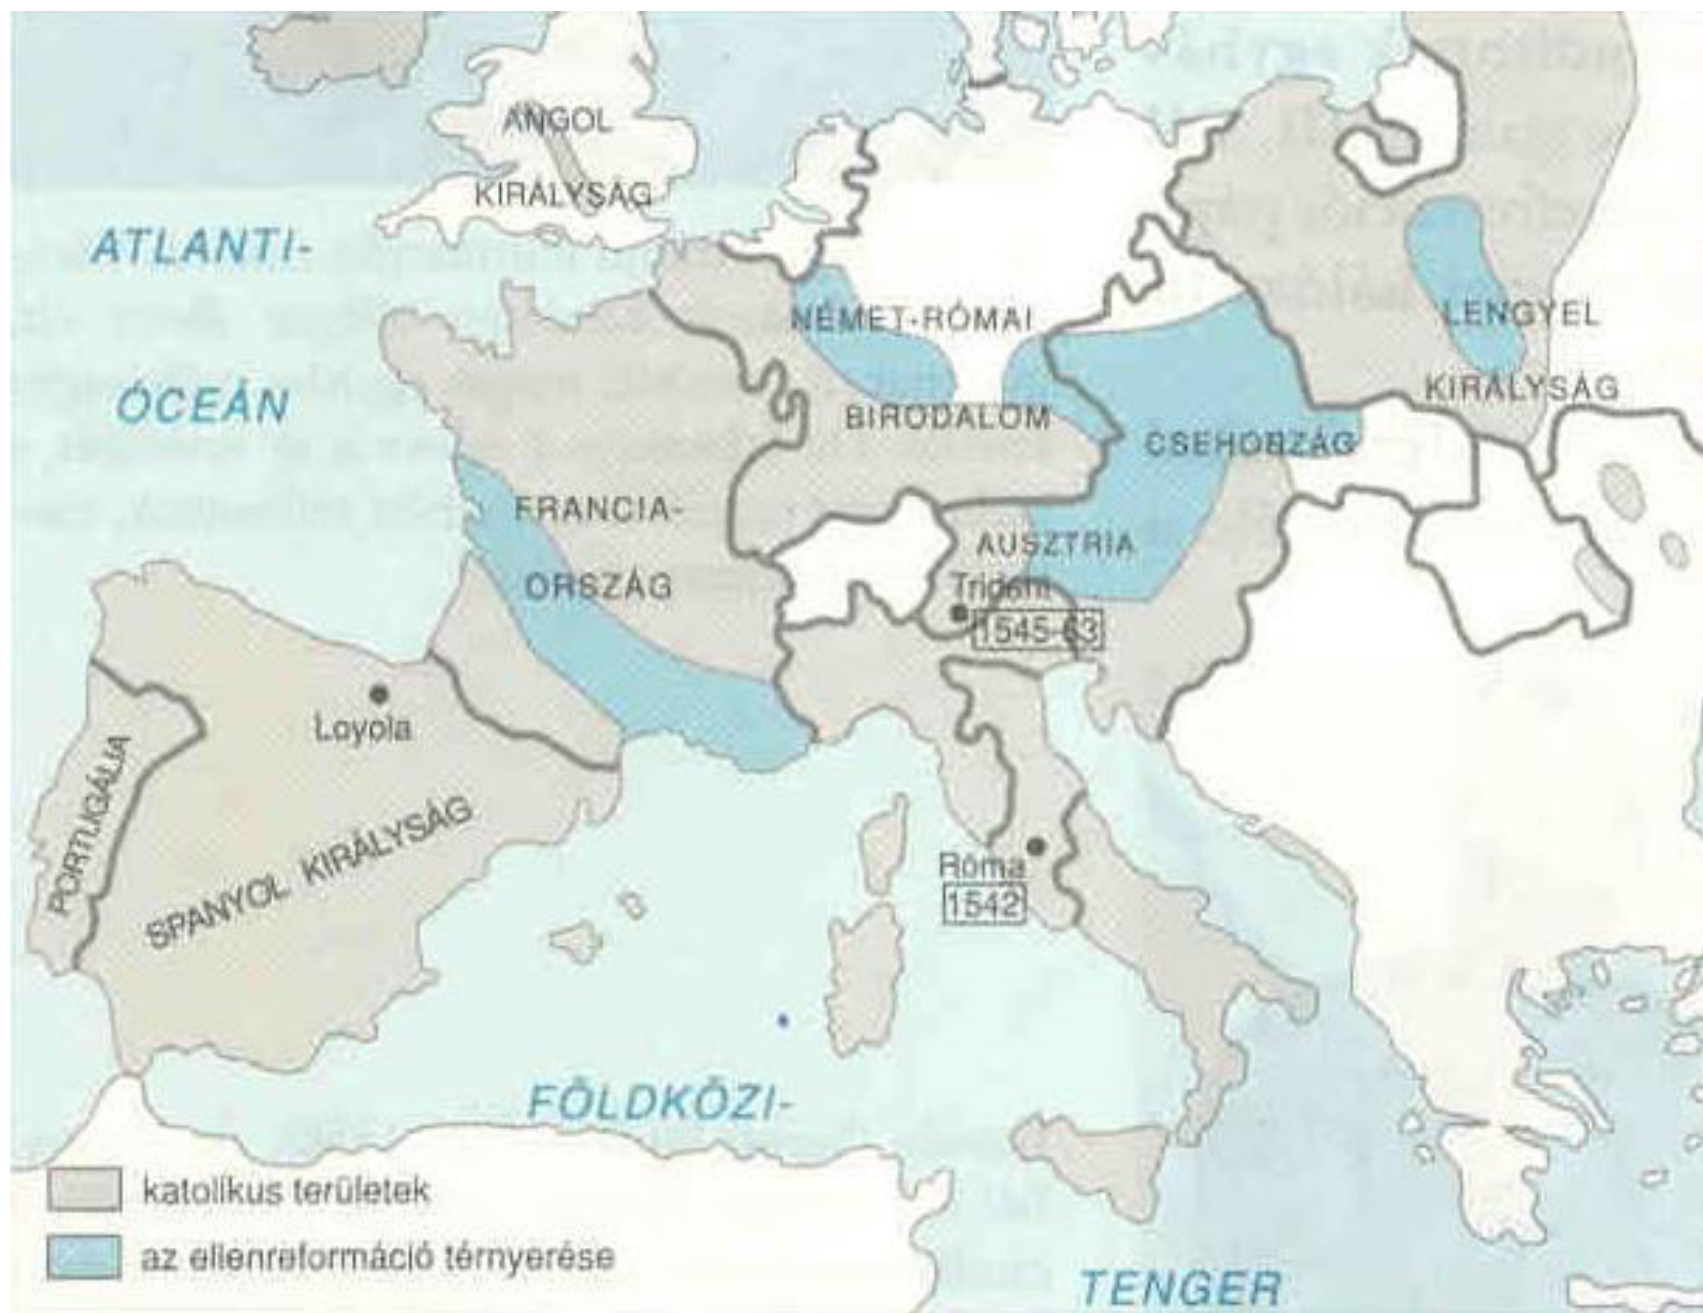 ANGOL
KIRÁLYSÁG
ATLANTI-
ÓCEÁN
NÉMET-RÓMAI
BIRODALOM
LENGYEL
KIRÁLYSÁG
CSEHORSZÁG
FRANCIA-
ORSZÁG
AUSZTRIA
Trident
1545-63
Loyola
PORTUGÁLIA
SPANYOL KIRÁLYSÁG
Róma
1542
FÖLDKÖZI-
TENGER
katolikus területek
az ellenreformáció térnyerése